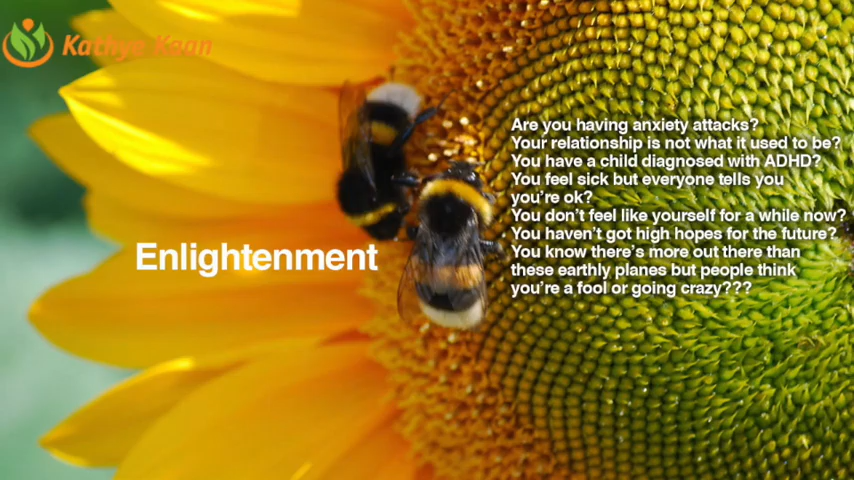 Kathye Kaan
Enlightenment
Are you having anxiety attacks?
Your relationship is not what it used to be?
You have a child diagnosed with ADHD?
You feel sick but everyone tells you
you're ok?
You don't feel like yourself for a while now?
You haven't got high hopes for the future?
You know there's more out there than
these earthly planes but people think
you're a fool or going crazy???